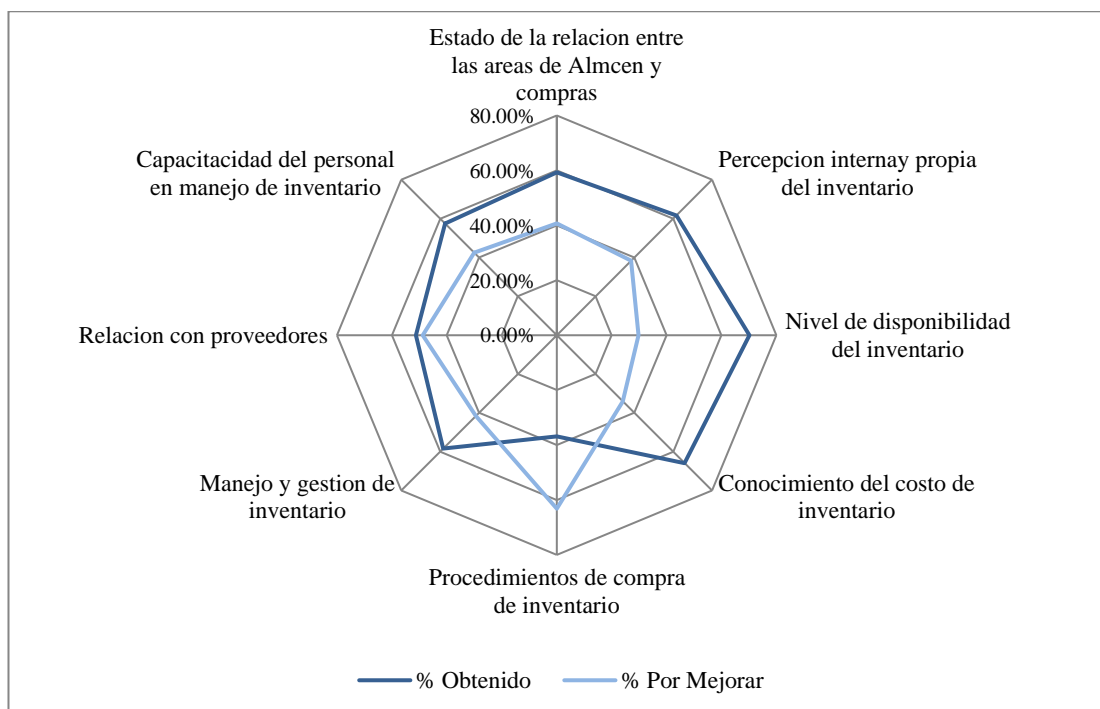 Estado de la relacion entre
las areas de Almcen y
compras
80.00%
60.00%
40.00%
20.00%
0.00%
Percepcion internay propia
del inventario
Nivel de disponibilidad
del inventario
Conocimiento del costo de
inventario
Procedimientos de compra
de inventario
Manejo y gestion de
inventario
Relacion con proveedores
Capacitacidad del personal
en manejo de inventario
% Obtenido
% Por Mejorar